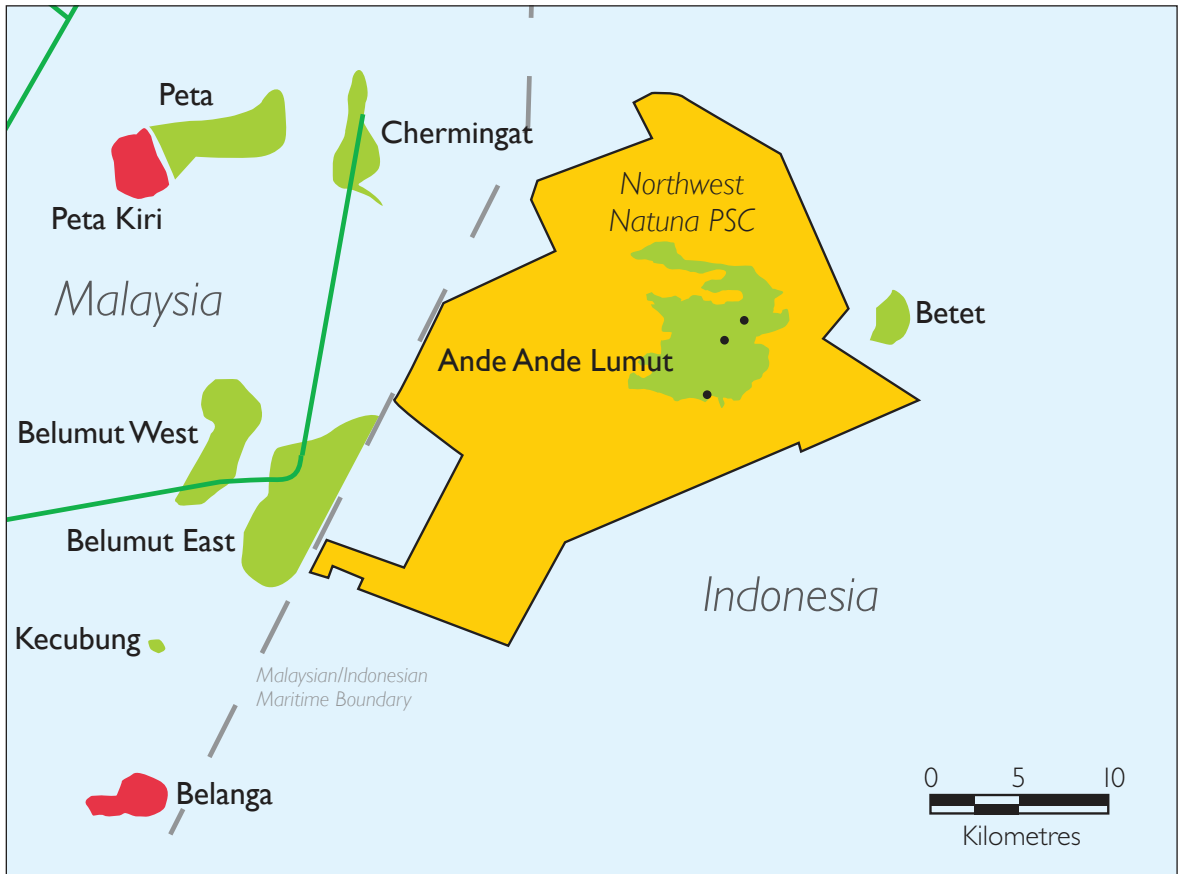 Peta
Chermingat
Peta Kiri
Northwest
Natuna PSC
Malaysia
Betet
Ande Ande Lumut
Belumut West
Belumut East
Indonesia
Kecubung
Malaysian/Indonesian
Maritime Boundary
Belanga
0 5 10
Kilometres